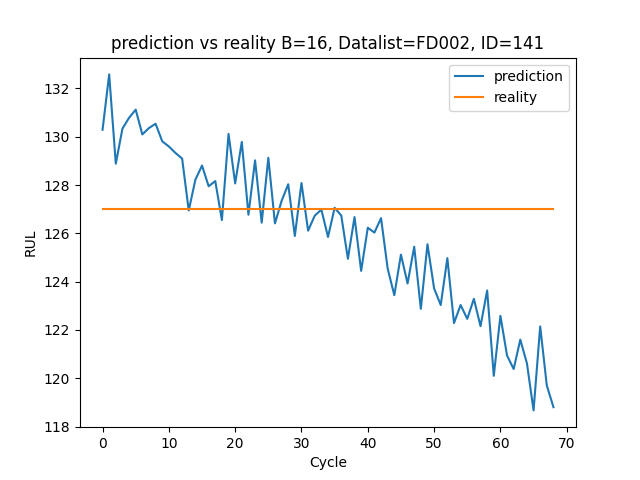 prediction vs reality B=16, Datalist=FD002, ID=141
prediction
reality
RUL
132
130
128
126
124
122
120
118
0 10 20 30 40 50 60 70
Cycle